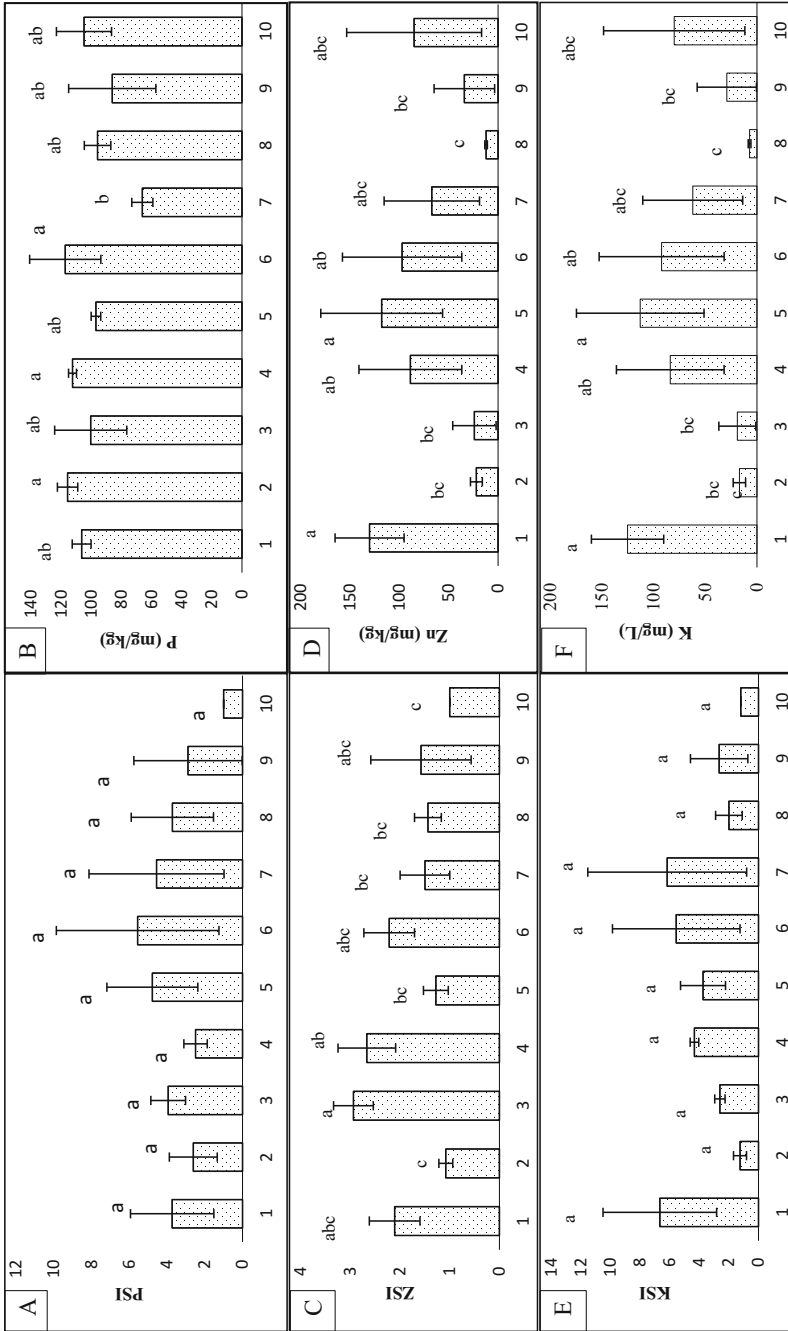 A
PSI
12
10
8
6
4
2
0
a a a a a a a a a a
1 2 3 4 5 6 7 8 9 10
B
P (mg/kg)
140
120
100
80
60
40
20
0
ab a ab a ab a b ab ab ab
1 2 3 4 5 6 7 8 9 10
C
ZSI
4
3
2
1
0
abc c a ab bc abc bc bc abc c
1 2 3 4 5 6 7 8 9 10
D
Zn (mg/kg)
200
150
100
50
0
a bc bc ab a ab abc c bc abc
1 2 3 4 5 6 7 8 9 10
E
KSI
14
12
10
8
6
4
2
0
a a a a a a a a a a
1 2 3 4 5 6 7 8 9 10
F
K (mg/L)
200
150
100
50
0
a bc bc ab a ab abc c bc abc
1 2 3 4 5 6 7 8 9 10